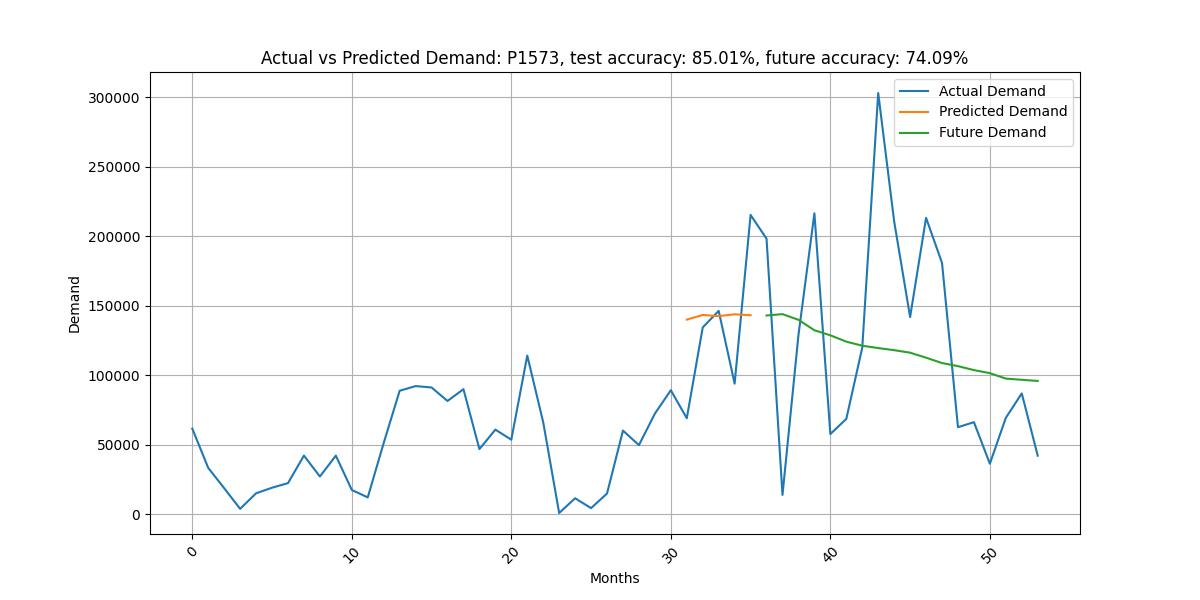 Actual vs Predicted Demand: P1573, test accuracy: 85.01%, future accuracy: 74.09%
Actual Demand
Predicted Demand
Future Demand
300000
250000
200000
150000
100000
50000
0
Demand
0 10 20 30 40 50
Months